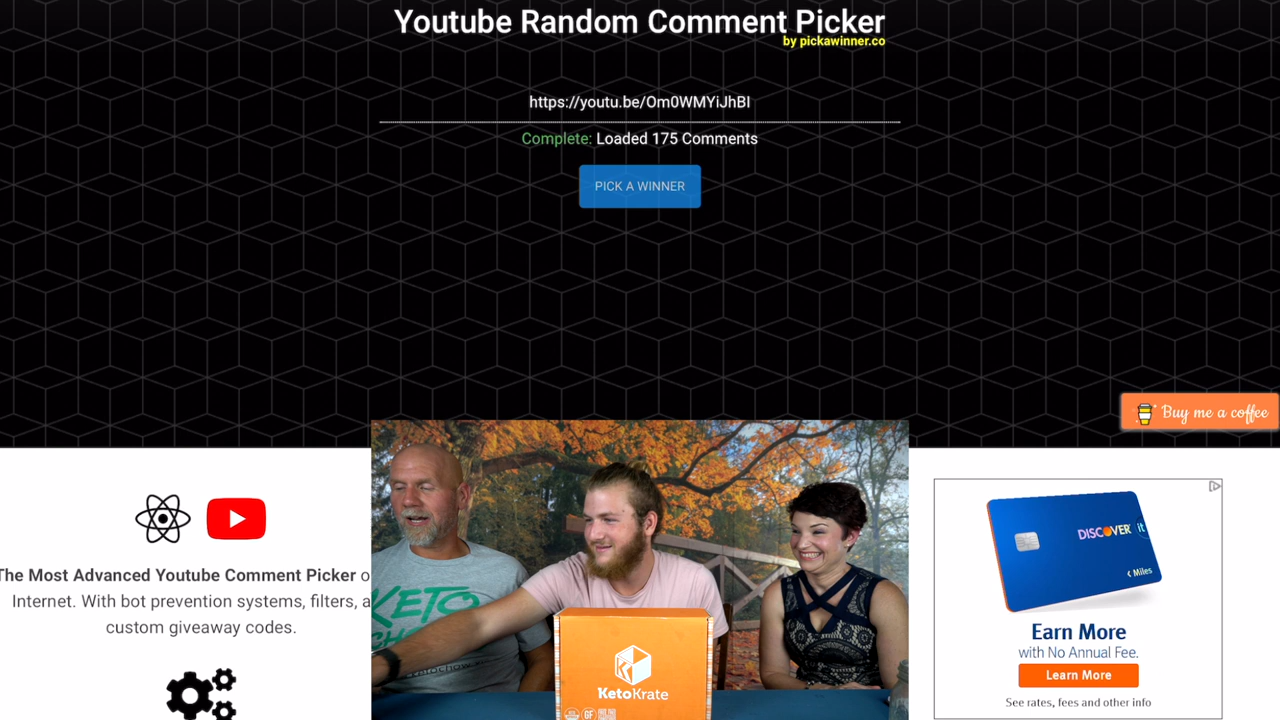 Youtube Random Comment Picker
by pickawinner.co
https://youtu.be/Om0WMYiJhBI
Complete: Loaded 175 Comments
PICK A WINNER
Buy me a coffee
The Most Advanced Youtube Comment Picker
Internet. With bot prevention systems, filters,
custom giveaway codes.
KETO
KetoKrate
GF
DISCOVER it
Miles
Earn More
with No Annual Fee.
Learn More
See rates, fees and other info